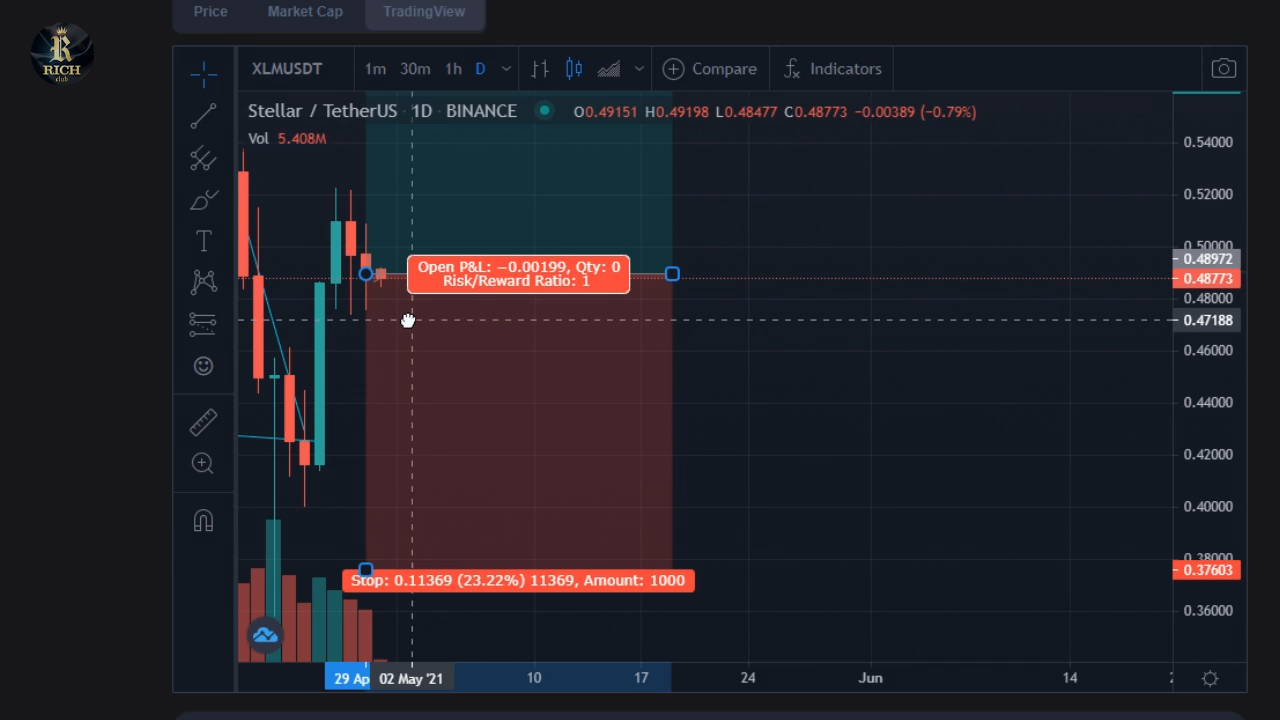 Price Market Cap TradingView
R
RICH
club
XLMUSDT 1m 30m 1h D Compare Indicators
Stellar / TetherUS 1D BINANCE O0.49151 H0.49198 L0.48477 C0.48773 −0.00389 (−0.79%)
Vol 5.408M
0.54000
0.52000
0.50000
0.48972
Open P&L: −0.00199, Qty: 0
Risk/Reward Ratio: 1
0.48773
0.48000
0.47188
0.46000
0.44000
0.42000
0.40000
0.38000
0.37603
Stop: 0.11369 (23.22%) 11369, Amount: 1000
0.36000
29 Ap 02 May '21 10 17 24 Jun 14